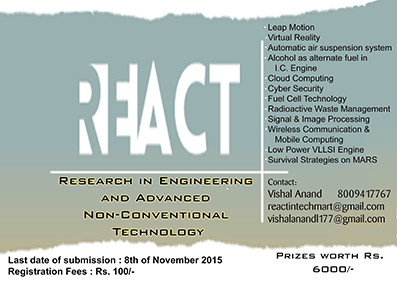 REACT
Research in Engineering
and Advanced
Non-Conventional
Technology
· Leap Motion
· Virtual Reality
· Automatic air suspension system
· Alcohol as alternate fuel in
I.C. Engine
· Cloud Computing
· Cyber Security
· Fuel Cell Technology
· Radioactive Waste Management
· Signal & Image Processing
· Wireless Communication &
Mobile Computing
· Low Power VLLSI Engine
· Survival Strategies on MARS
Contact:
Vishal Anand 8009417767
reactintechmart@gmail.com
vishalanandl177@gmail.com
Last date of submission : 8th of November 2015
Registration Fees : Rs. 100/-
Prizes worth Rs.
6000/-